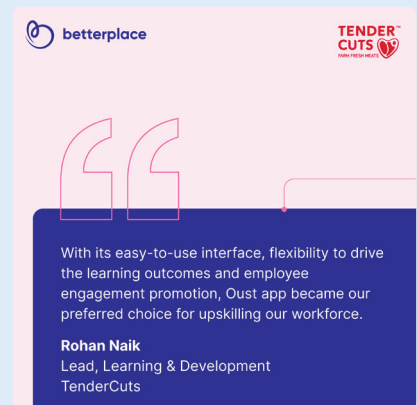 betterplace
TENDER™
CUTS
FARM FRESH MEATS
With its easy-to-use interface, flexibility to drive
the learning outcomes and employee
engagement promotion, Oust app became our
preferred choice for upskilling our workforce.
Rohan Naik
Lead, Learning & Development
TenderCuts